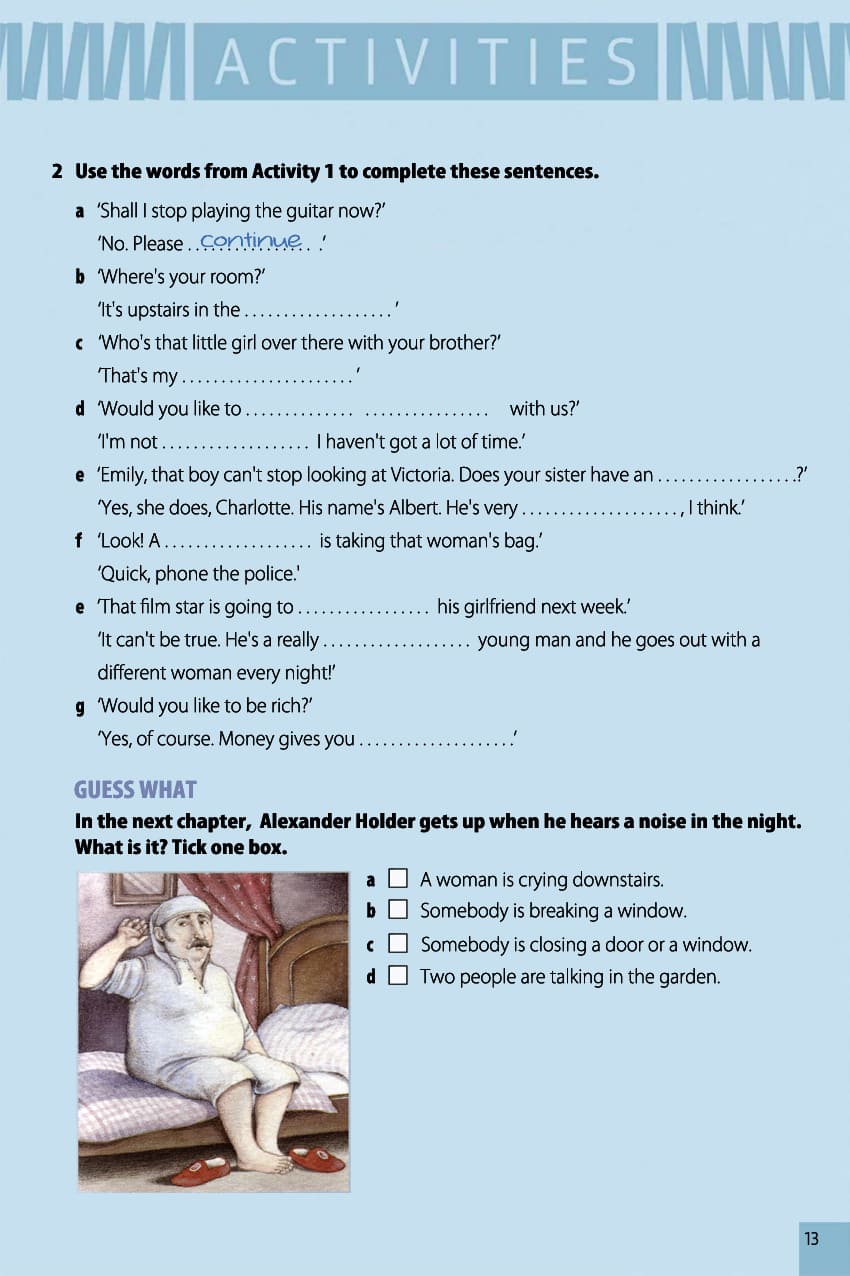 ACTIVITIES
2 Use the words from Activity 1 to complete these sentences.
a 'Shall I stop playing the guitar now?'
'No. Please . .continue. .'
b 'Where's your room?'
'It's upstairs in the ................... '
c 'Who's that little girl over there with your brother?'
'That's my ...................... '
d 'Would you like to .............. ................ with us?'
'I'm not ................... I haven't got a lot of time.'
e 'Emily, that boy can't stop looking at Victoria. Does your sister have an ..................?'
'Yes, she does, Charlotte. His name's Albert. He's very ...................., I think.'
f 'Look! A ................... is taking that woman's bag.'
'Quick, phone the police.'
e 'That film star is going to ................. his girlfriend next week.'
'It can't be true. He's a really ................... young man and he goes out with a
different woman every night!'
g 'Would you like to be rich?'
'Yes, of course. Money gives you ....................'
GUESS WHAT
In the next chapter, Alexander Holder gets up when he hears a noise in the night.
What is it? Tick one box.
a ☐ A woman is crying downstairs.
b ☐ Somebody is breaking a window.
c ☐ Somebody is closing a door or a window.
d ☐ Two people are talking in the garden.
13